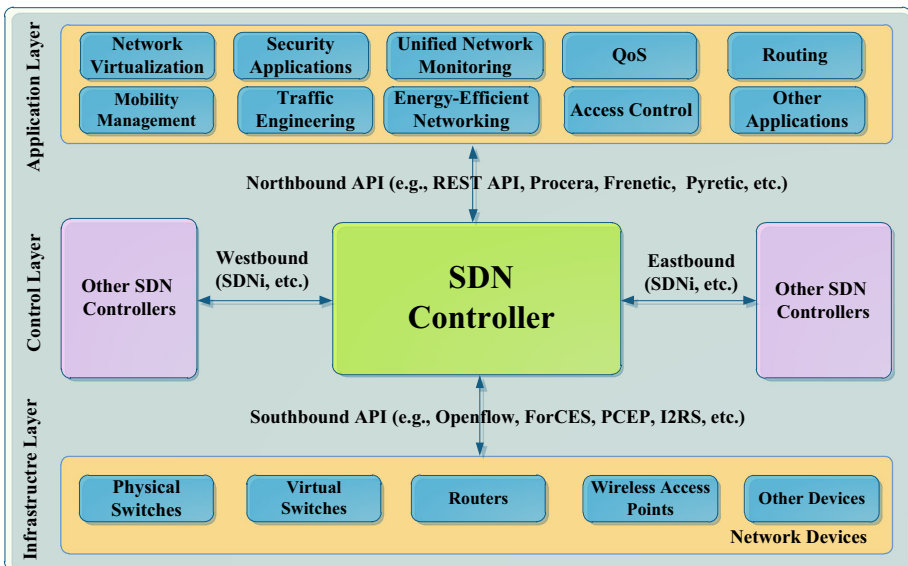 Application Layer
Network
Virtualization
Security
Applications
Unified Network
Monitoring
QoS
Routing
Mobility
Management
Traffic
Engineering
Energy-Efficient
Networking
Access Control
Other
Applications
Northbound API (e.g., REST API, Procera, Frenetic, Pyretic, etc.)
Control Layer
Other SDN
Controllers
Westbound
(SDNi, etc.)
SDN
Controller
Eastbound
(SDNi, etc.)
Other SDN
Controllers
Southbound API (e.g., Openflow, ForCES, PCEP, I2RS, etc.)
Infrastructre Layer
Physical
Switches
Virtual
Switches
Routers
Wireless Access
Points
Other Devices
Network Devices